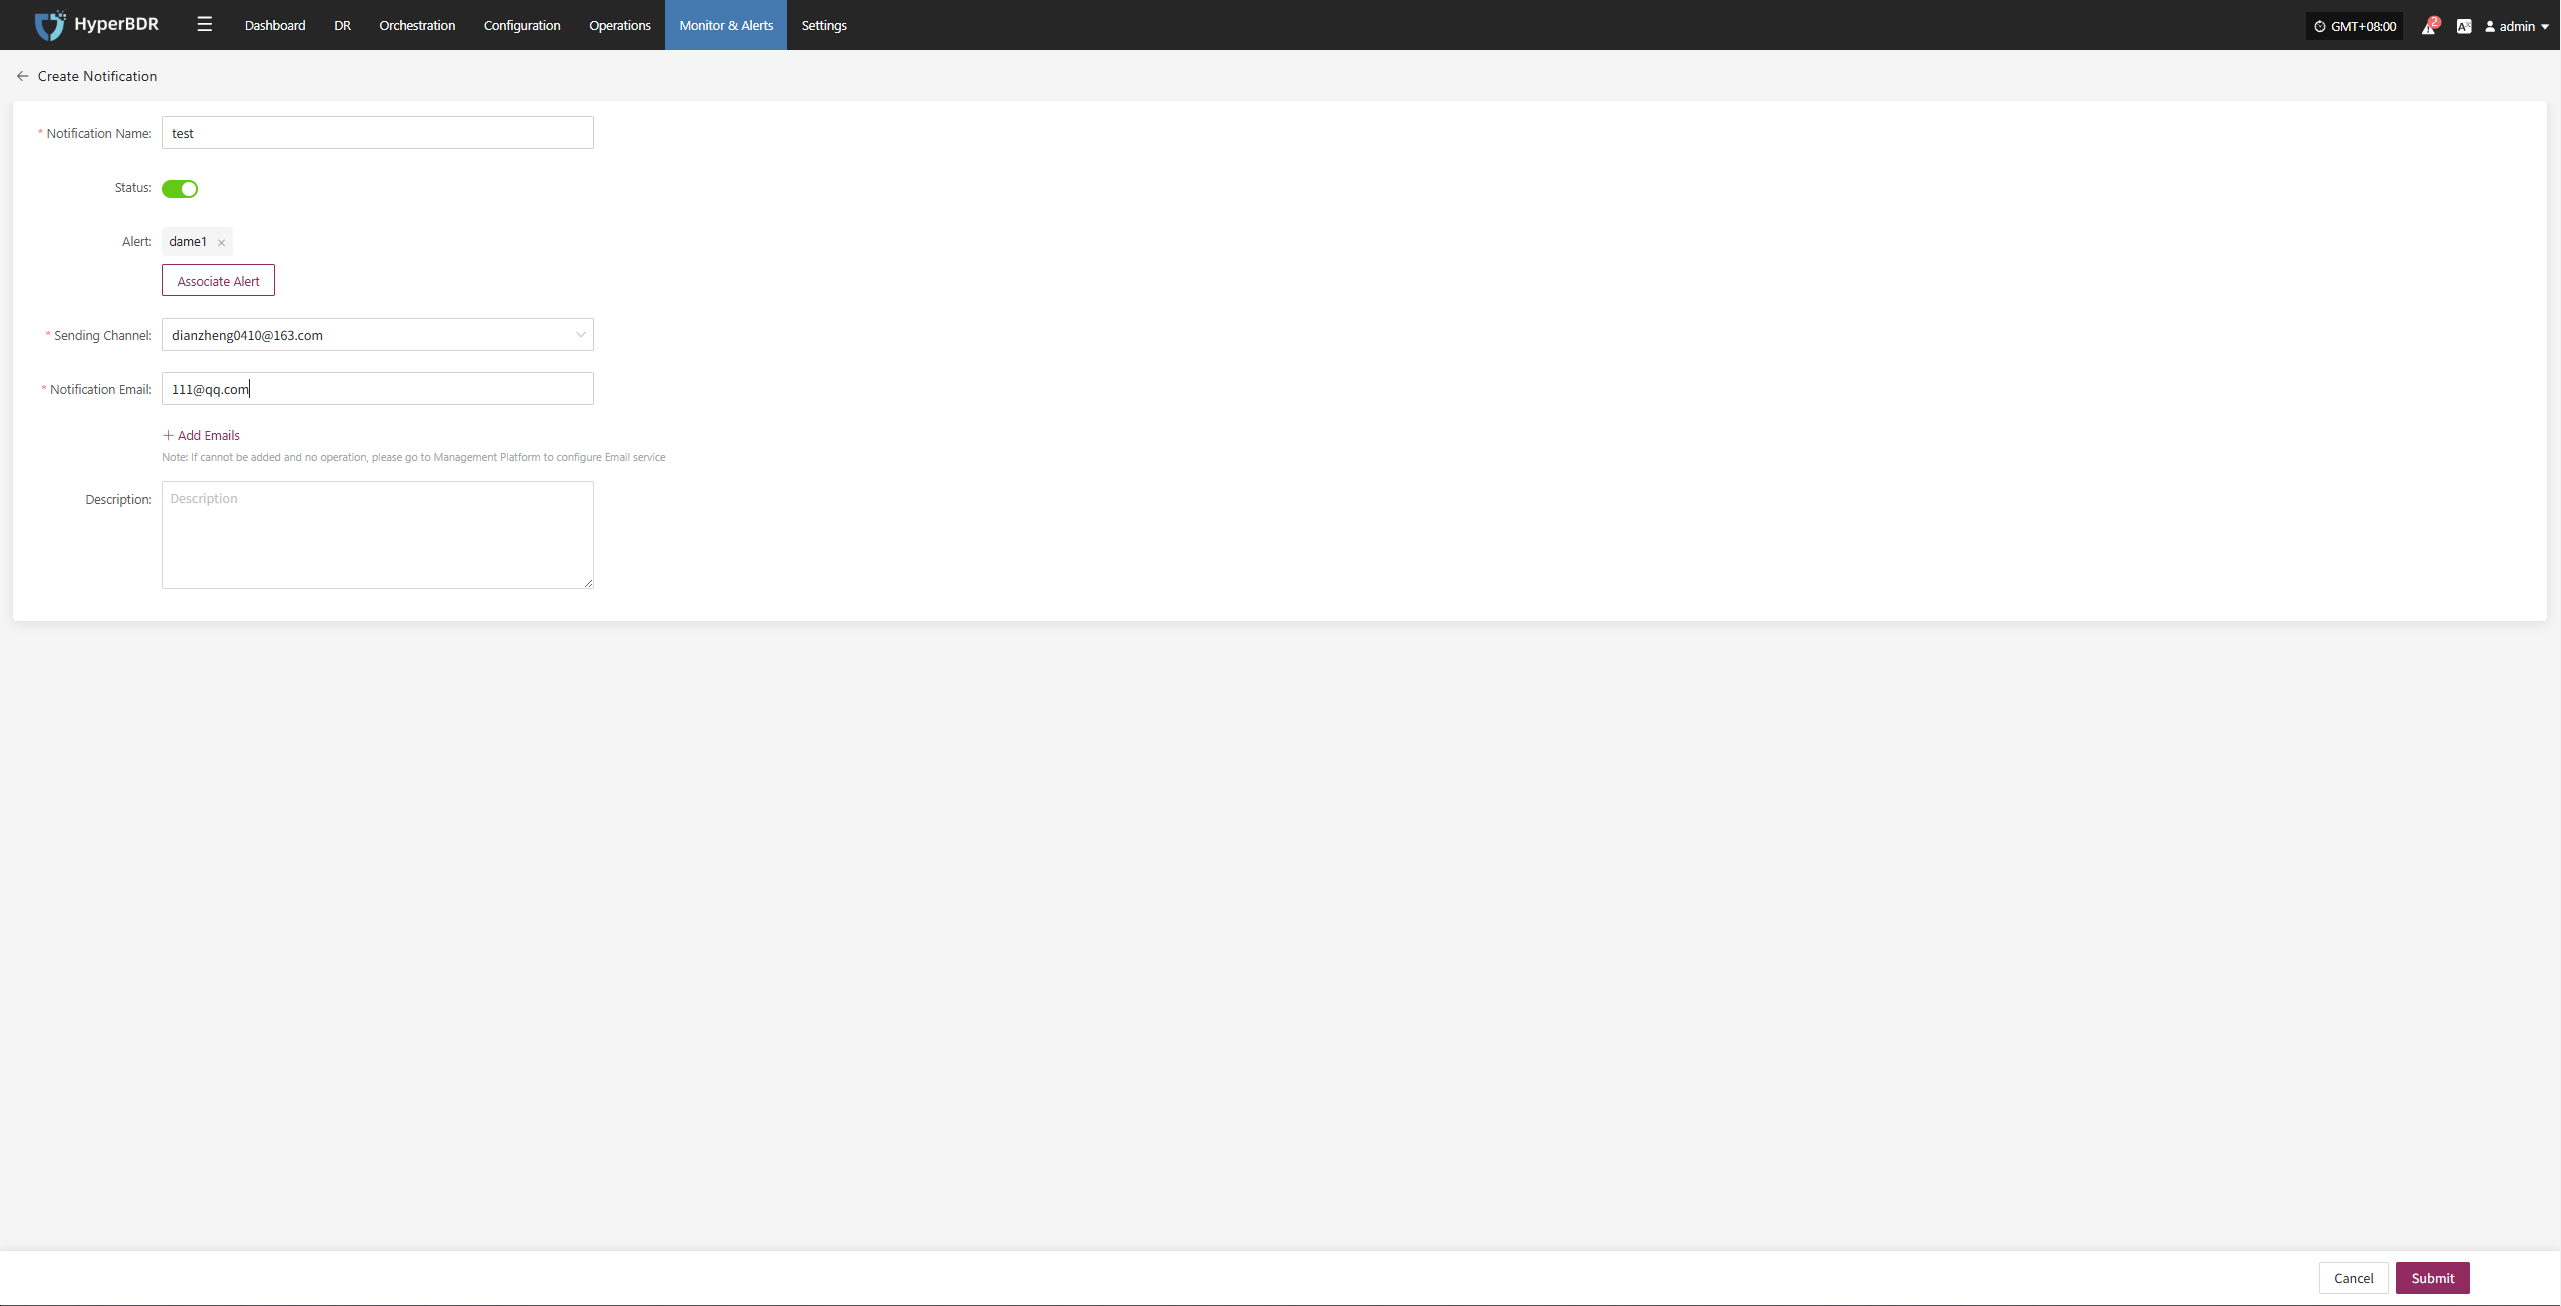 HyperBDR Dashboard DR Orchestration Configuration Operations Monitor & Alerts Settings GMT+08:00 2 A admin
Create Notification
* Notification Name: test
Status:
Alert: dame1 ×
Associate Alert
* Sending Channel: dianzheng0410@163.com
* Notification Email: 111@qq.com
+ Add Emails
Note: If cannot be added and no operation, please go to Management Platform to configure Email service
Description: Description
Cancel Submit